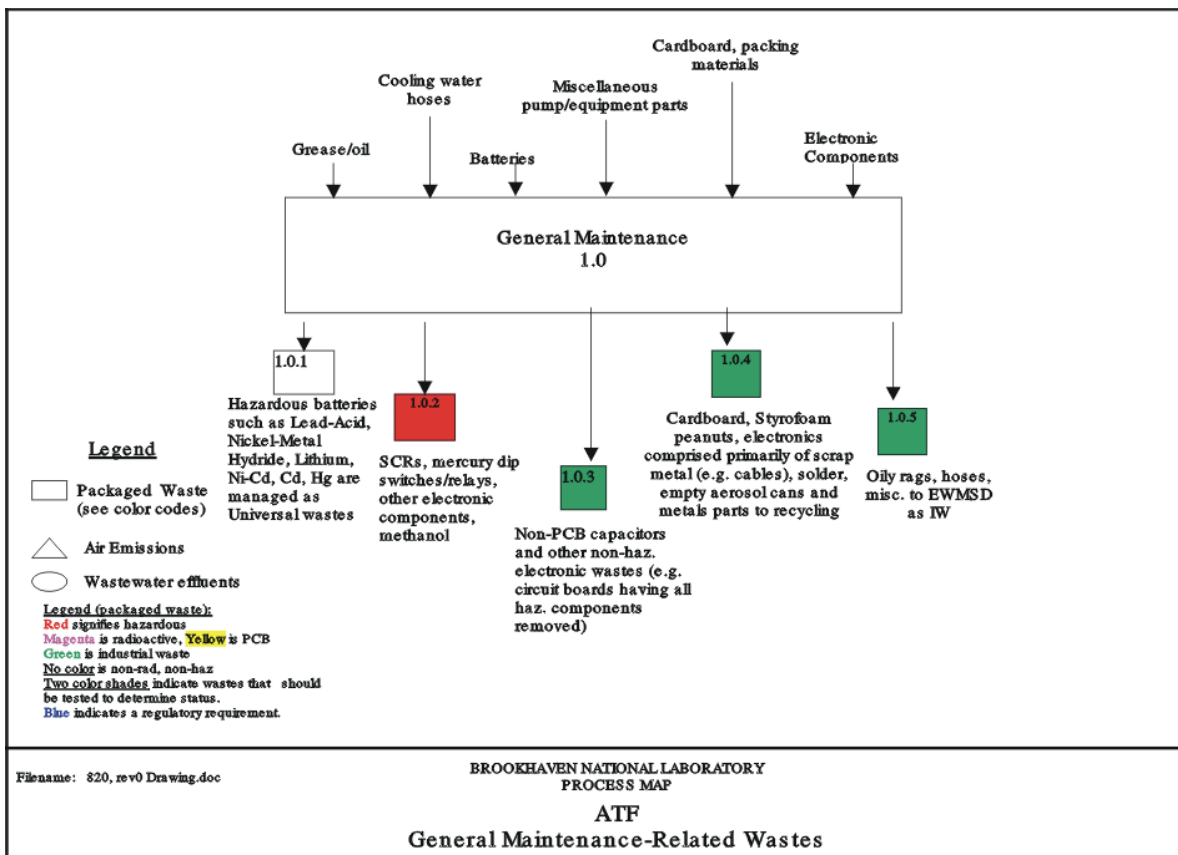 Cardboard, packing
materials
Cooling water
hoses
Miscellaneous
pump/equipment parts
Grease/oil
Batteries
Electronic
Components
General Maintenance
1.0
1.0.1
Hazardous batteries
such as Lead-Acid,
Nickel-Metal
Hydride, Lithium,
Ni-Cd, Cd, Hg are
managed as
Universal wastes
1.0.2
SCRs, mercury dip
switches/relays,
other electronic
components,
methanol
1.0.3
Non-PCB capacitors
and other non-haz.
electronic wastes (e.g.
circuit boards having all
haz. components
removed)
1.0.4
Cardboard, Styrofoam
peanuts, electronics
comprised primarily of scrap
metal (e.g. cables), solder,
empty aerosol cans and
metals parts to recycling
1.0.5
Oily rags, hoses,
misc. to EWMSD
as IW
Legend
Packaged Waste
(see color codes)
Air Emissions
Wastewater effluents
Legend (packaged waste):
Red signifies hazardous
Magenta is radioactive, Yellow is PCB
Green is industrial waste
No color is non-rad, non-haz
Two color shades indicate wastes that should
be tested to determine status.
Blue indicates a regulatory requirement.
Filename: 820, rev0 Drawing.doc
BROOKHAVEN NATIONAL LABORATORY
PROCESS MAP
ATF
General Maintenance-Related Wastes